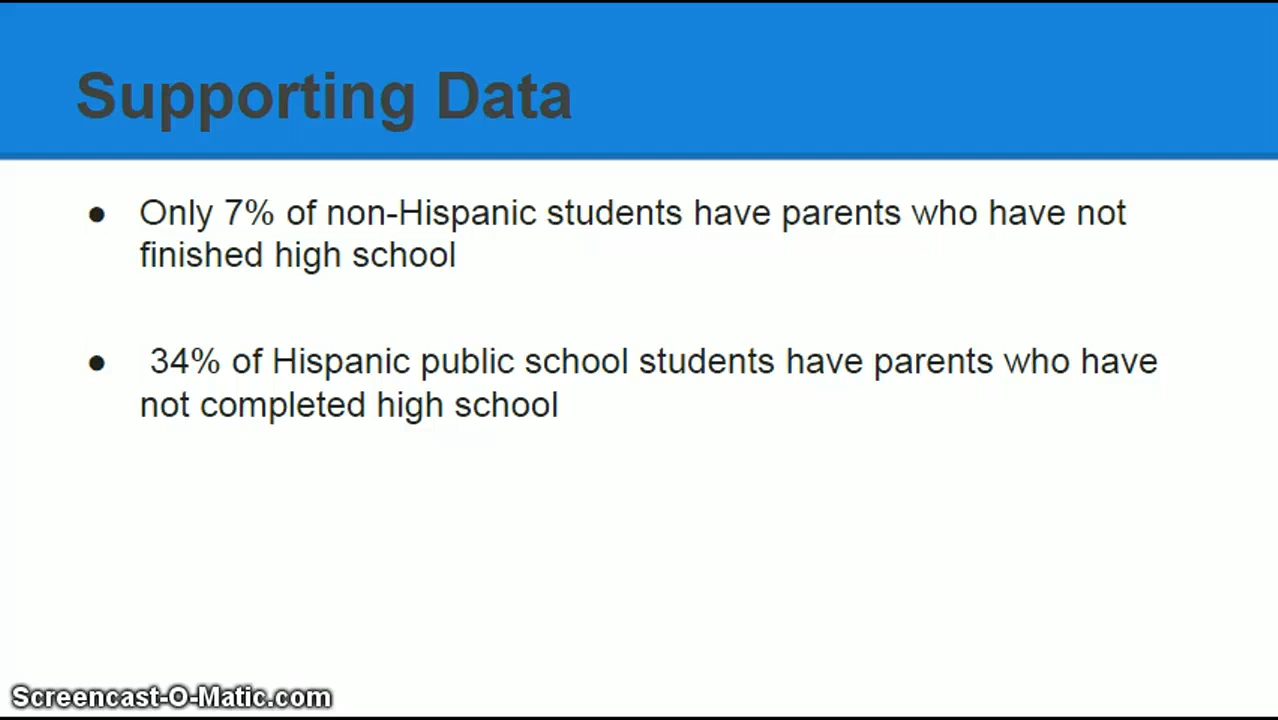 Supporting Data
● Only 7% of non-Hispanic students have parents who have not
finished high school
● 34% of Hispanic public school students have parents who have
not completed high school
Screencast-O-Matic.com